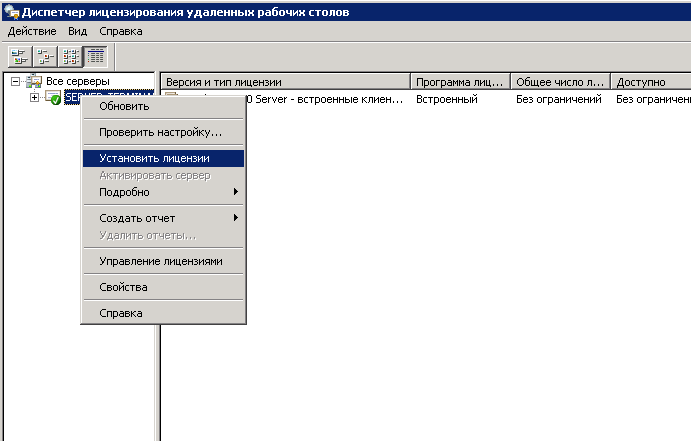 Диспетчер лицензирования удаленных рабочих столов
Действие Вид Справка
Все серверы
Версия и тип лицензии Программа лиц... Общее число л... Доступно
0 Server - встроенные клиен... Встроенный Без ограничений Без ограничен
Обновить
Проверить настройку...
Установить лицензии
Активировать сервер
Подробно
Создать отчет
Удалить отчеты...
Управление лицензиями
Свойства
Справка